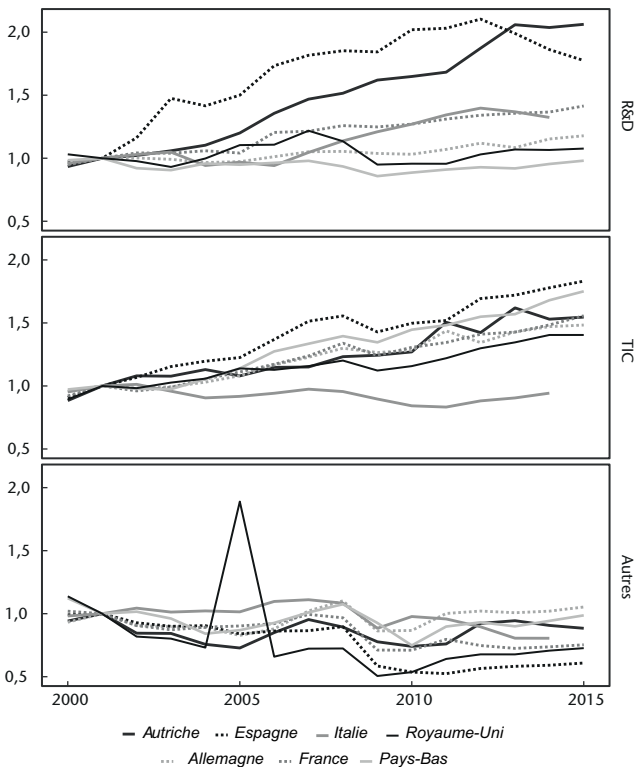 2,0
1,5
1,0
0,5
R&D
2,0
1,5
1,0
0,5
TIC
2,0
1,5
1,0
0,5
Autres
2000 2005 2010 2015
Autriche Espagne Italie Royaume-Uni
Allemagne France Pays-Bas